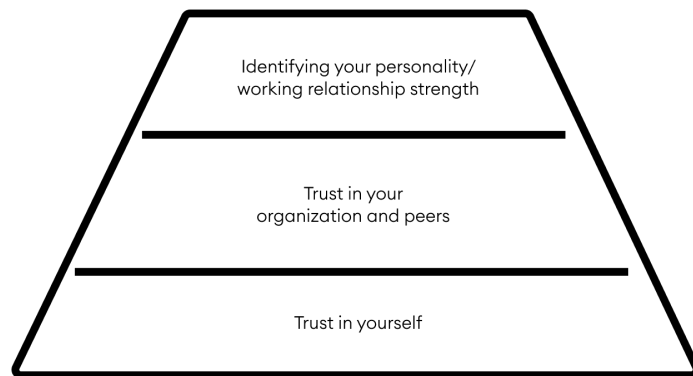 Identifying your personality/
working relationship strength
Trust in your
organization and peers
Trust in yourself